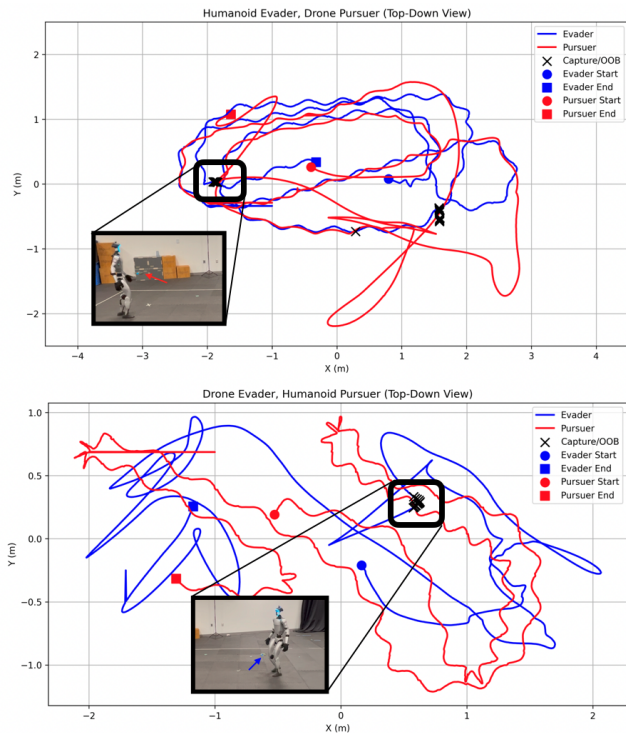 Humanoid Evader, Drone Pursuer (Top-Down View)
Evader
Pursuer
Capture/OOB
Evader Start
Evader End
Pursuer Start
Pursuer End
2
1
0
−1
−2
Y (m)
−4
−3
−2
−1
0
1
2
3
4
X (m)
Drone Evader, Humanoid Pursuer (Top-Down View)
Evader
Pursuer
Capture/OOB
Evader Start
Evader End
Pursuer Start
Pursuer End
1.0
0.5
0.0
−0.5
−1.0
Y (m)
−2
−1
0
1
2
X (m)